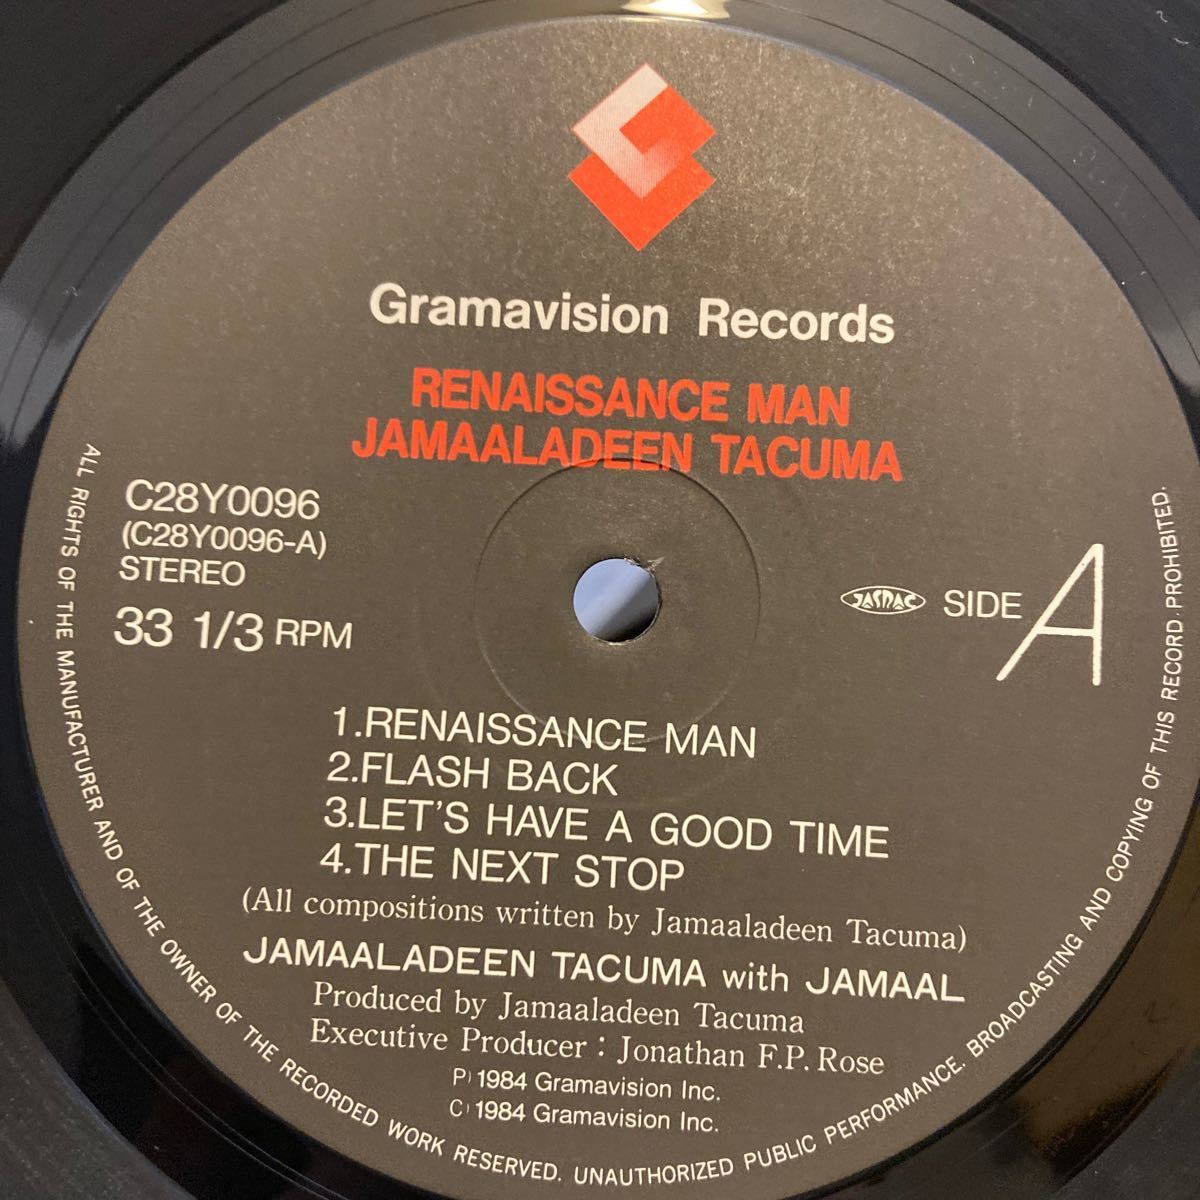 Gramavision Records
RENAISSANCE MAN
JAMAALADEEN TACUMA
C28Y0096
(C28Y0096-A)
STEREO
33 1/3 RPM
JASRAC
SIDE A
1.RENAISSANCE MAN
2.FLASH BACK
3.LET'S HAVE A GOOD TIME
4.THE NEXT STOP
(All compositions written by Jamaaladeen Tacuma)
JAMAALADEEN TACUMA with JAMAAL
Produced by Jamaaladeen Tacuma
Executive Producer : Jonathan F.P. Rose
P) 1984 Gramavision Inc.
C) 1984 Gramavision Inc.
ALL RIGHTS OF THE MANUFACTURER AND OF THE OWNER OF THE RECORDED WORK RESERVED. UNAUTHORIZED PUBLIC PERFORMANCE. BROADCASTING AND COPYING OF THIS RECORD. PROHIBITED.